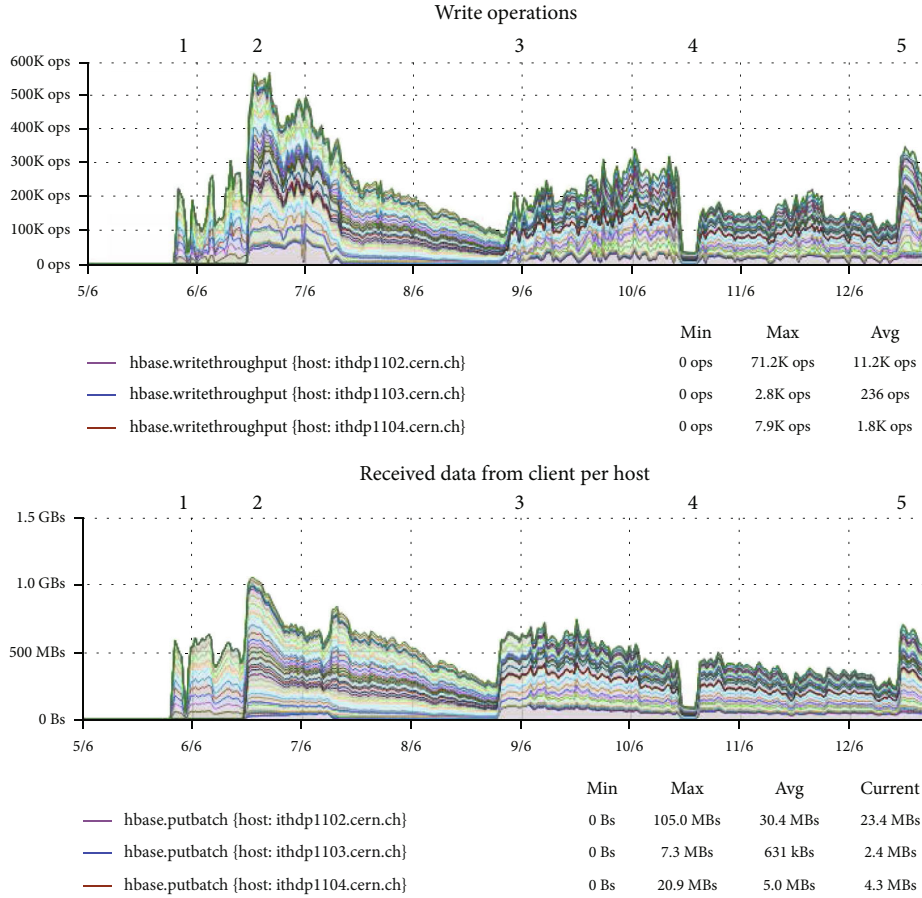 Write operations
1 2 3 4 5
600K ops
500K ops
400K ops
300K ops
200K ops
100K ops
0 ops
5/6 6/6 7/6 8/6 9/6 10/6 11/6 12/6
Min Max Avg
hbase.writethroughput {host: ithdp1102.cern.ch} 0 ops 71.2K ops 11.2K ops
hbase.writethroughput {host: ithdp1103.cern.ch} 0 ops 2.8K ops 236 ops
hbase.writethroughput {host: ithdp1104.cern.ch} 0 ops 7.9K ops 1.8K ops
Received data from client per host
1 2 3 4 5
1.5 GBs
1.0 GBs
500 MBs
0 Bs
5/6 6/6 7/6 8/6 9/6 10/6 11/6 12/6
Min Max Avg Current
hbase.putbatch {host: ithdp1102.cern.ch} 0 Bs 105.0 MBs 30.4 MBs 23.4 MBs
hbase.putbatch {host: ithdp1103.cern.ch} 0 Bs 7.3 MBs 631 kBs 2.4 MBs
hbase.putbatch {host: ithdp1104.cern.ch} 0 Bs 20.9 MBs 5.0 MBs 4.3 MBs